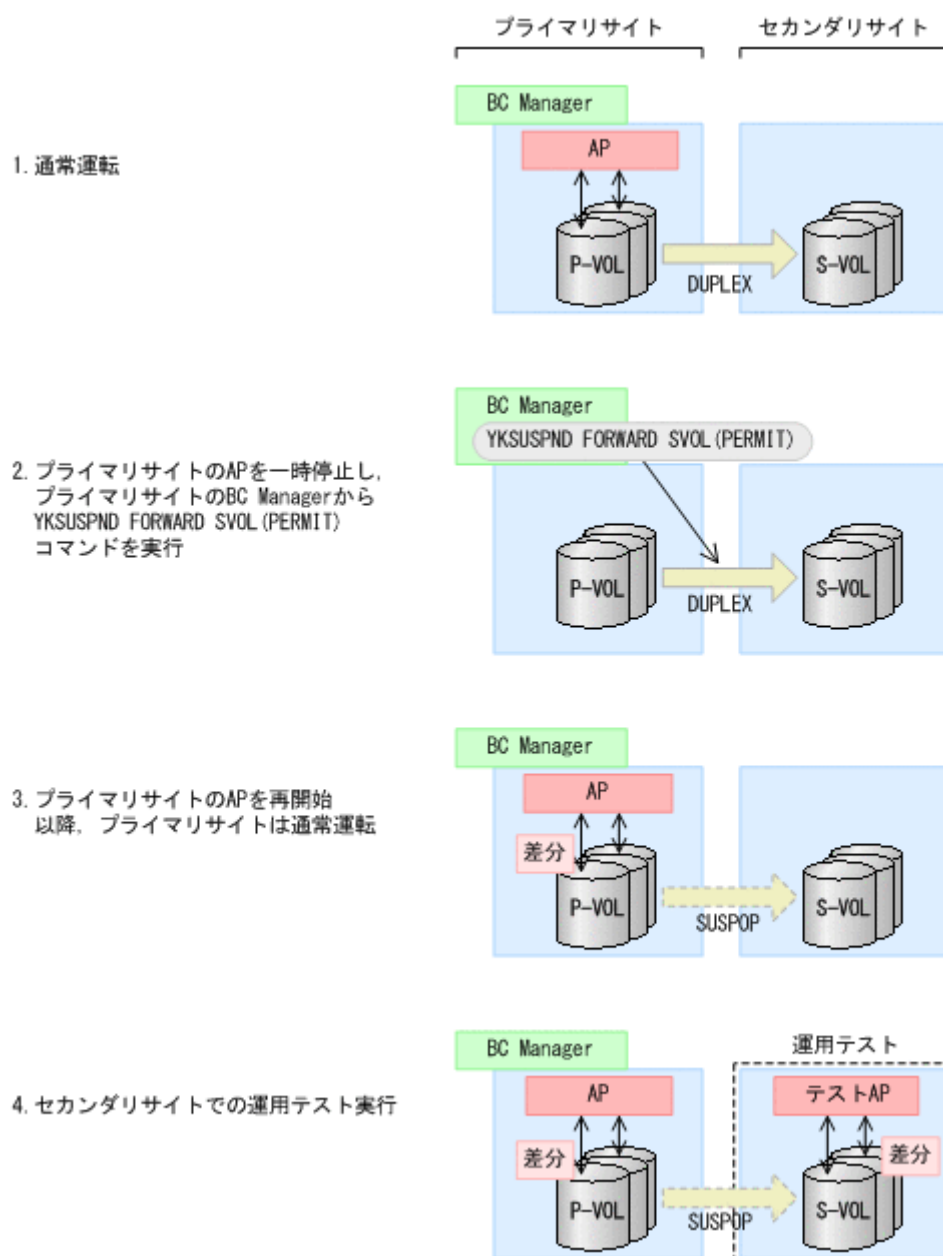 プライマリサイト
セカンダリサイト
1. 通常運転
BC Manager
AP
P-VOL
DUPLEX
S-VOL
2. プライマリサイトのAPを一時停止し,
プライマリサイトのBC Managerから
YKSUSPND FORWARD SVOL(PERMIT)
コマンドを実行
BC Manager
YKSUSPND FORWARD SVOL(PERMIT)
P-VOL
DUPLEX
S-VOL
3. プライマリサイトのAPを再開始
以降, プライマリサイトは通常運転
BC Manager
AP
差分
P-VOL
SUSPOP
S-VOL
4. セカンダリサイトでの運用テスト実行
BC Manager
AP
差分
P-VOL
SUSPOP
運用テスト
テストAP
差分
S-VOL